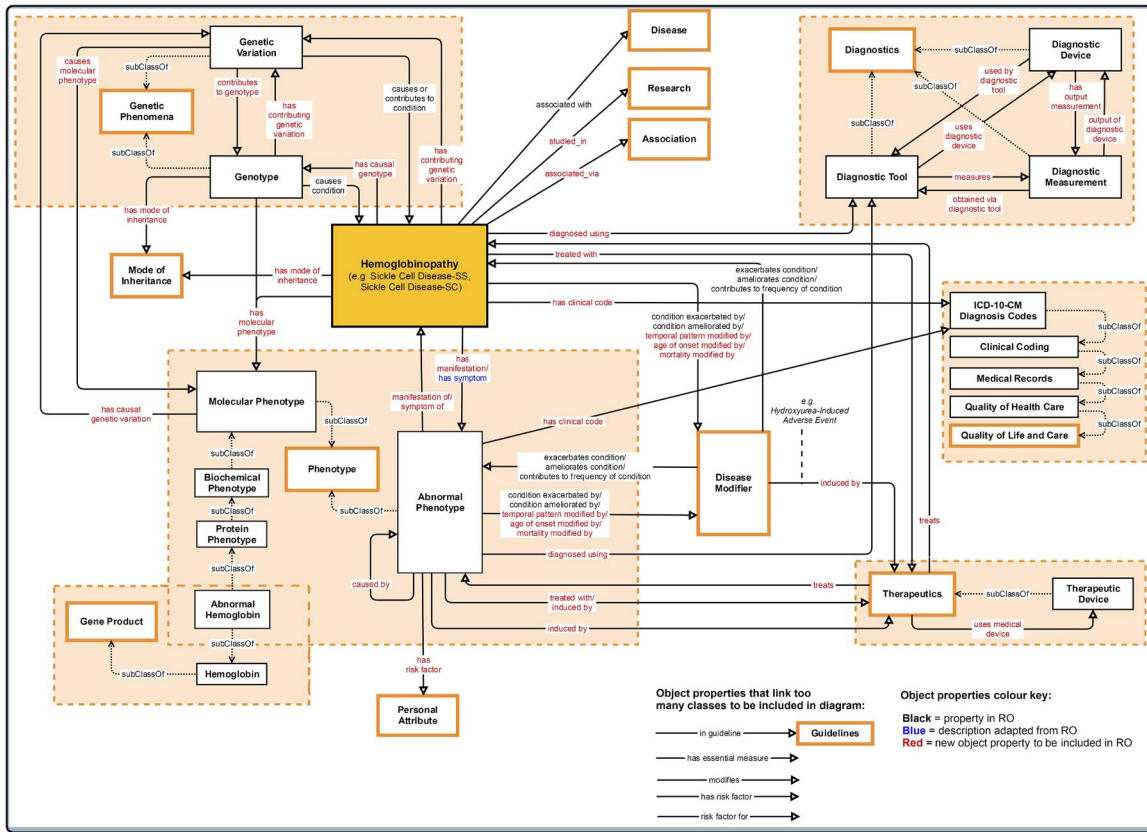 Genetic
Variation
causes
molecular
phenotype
subClassOf
contributes
to genotype
has
contributing
genetic
variation
causes or
contributes to
condition
Genetic
Phenomena
subClassOf
Genotype
causes
condition
has causal
genotype
has
contributing
genetic
variation
has mode of
inheritance
Mode of
Inheritance
has mode of
inheritance
Disease
associated with
Research
studied_in
Association
associated_via
Diagnostics
subClassOf
Diagnostic
Device
used by
diagnostic
tool
subClassOf
has
output
measurement
subClassOf
uses
diagnostic
device
output of
diagnostic
device
Diagnostic Tool
measures
Diagnostic
Measurement
obtained via
diagnostic tool
Hemoglobinopathy
(e.g Sickle Cell Disease-SS,
Sickle Cell Disease-SC)
diagnosed using
treated with
exacerbates condition/
ameliorates condition/
contributes to frequency of condition
has clinical code
condition exacerbated by/
condition ameliorated by/
temporal pattern modified by/
age of onset modified by/
mortality modified by
ICD-10-CM
Diagnosis Codes
subClassOf
Clinical Coding
subClassOf
Medical Records
subClassOf
Quality of Health Care
subClassOf
Quality of Life and Care
has
molecular
phenotype
has
manifestation/
has symptom
manifestation of/
symptom of
has causal
genetic variation
Molecular Phenotype
subClassOf
subClassOf
Phenotype
Biochemical
Phenotype
subClassOf
subClassOf
Protein
Phenotype
subClassOf
Abnormal
Hemoglobin
subClassOf
Gene Product
subClassOf
Hemoglobin
Abnormal
Phenotype
caused by
has clinical code
e.g.
Hydroxyurea-Induced
Adverse Event
exacerbates condition/
ameliorates condition/
contributes to frequency of condition
condition exacerbated by/
condition ameliorated by/
temporal pattern modified by/
age of onset modified by/
mortality modified by
Disease
Modifier
induced by
treats
diagnosed using
treats
treated with/
induced by
induced by
Therapeutics
subClassOf
Therapeutic
Device
uses medical
device
has
risk factor
Personal
Attribute
Object properties that link too
many classes to be included in diagram:
in guideline
Guidelines
has essential measure
modifies
has risk factor
risk factor for
Object properties colour key:
Black = property in RO
Blue = description adapted from RO
Red = new object property to be included in RO